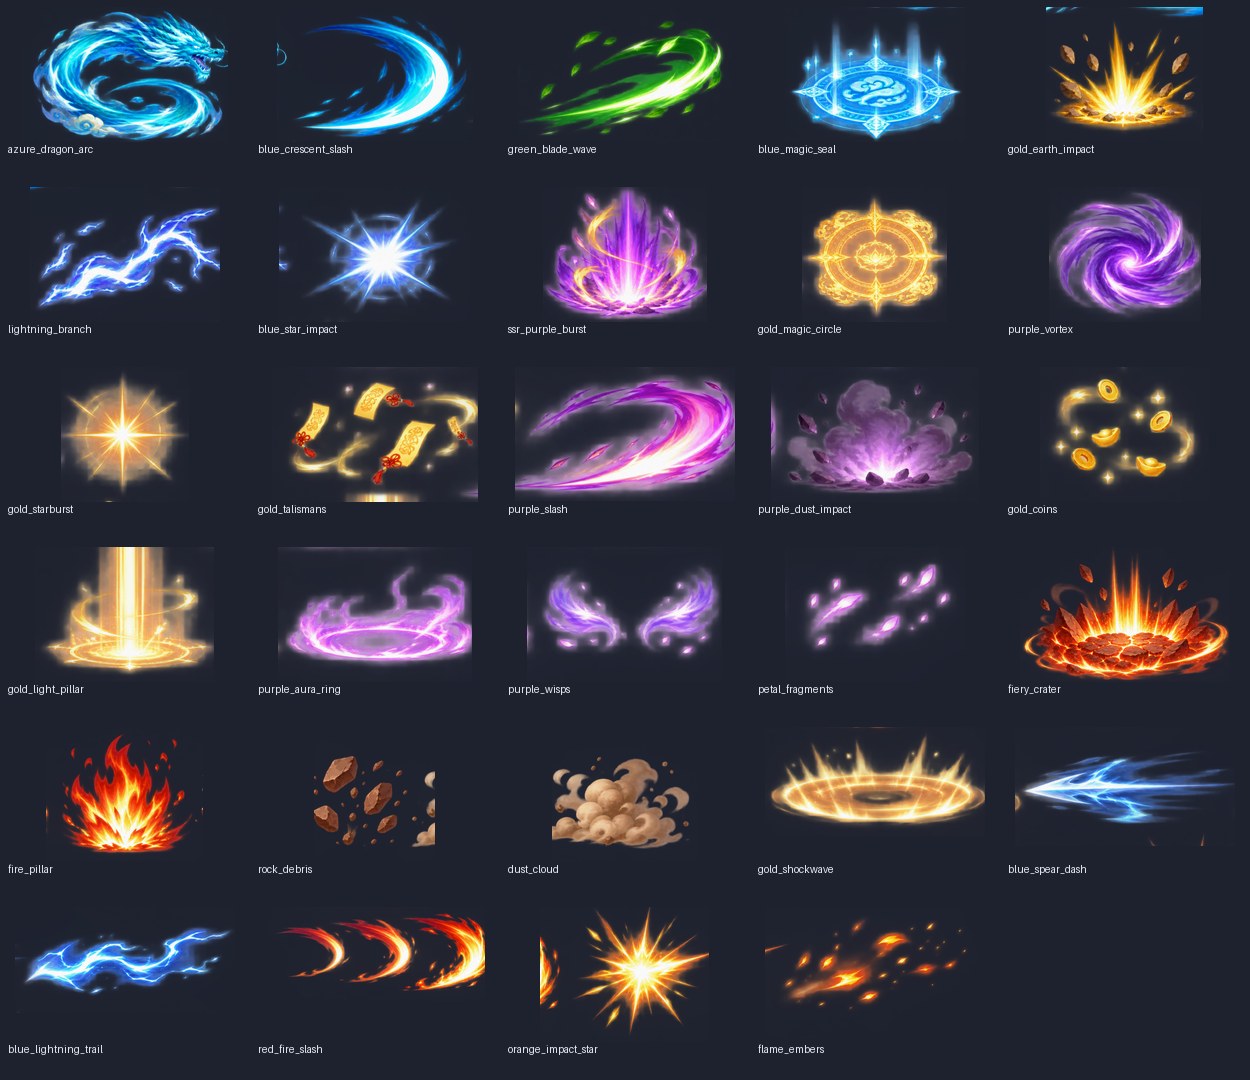 azure_dragon_arc
blue_crescent_slash
green_blade_wave
blue_magic_seal
gold_earth_impact
lightning_branch
blue_star_impact
ssr_purple_burst
gold_magic_circle
purple_vortex
gold_starburst
gold_talismans
purple_slash
purple_dust_impact
gold_coins
gold_light_pillar
purple_aura_ring
purple_wisps
petal_fragments
fiery_crater
fire_pillar
rock_debris
dust_cloud
gold_shockwave
blue_spear_dash
blue_lightning_trail
red_fire_slash
orange_impact_star
flame_embers